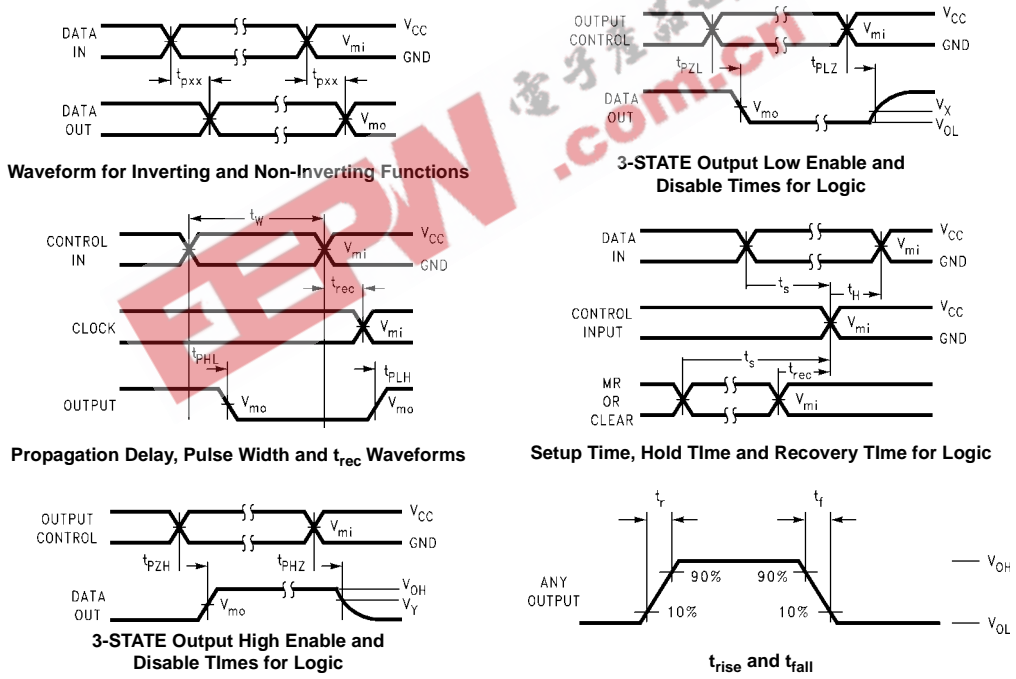 DATA
IN
VCC
Vmi
GND
tpxx
tpxx
DATA
OUT
Vmo
Waveform for Inverting and Non-Inverting Functions
OUTPUT
CONTROL
VCC
Vmi
GND
tPZL
tPLZ
DATA
OUT
Vmo
VX
VOL
3-STATE Output Low Enable and
Disable Times for Logic
tW
CONTROL
IN
VCC
Vmi
GND
trec
CLOCK
Vmi
tPHL
tPLH
OUTPUT
Vmo
Vmo
Propagation Delay, Pulse Width and trec Waveforms
DATA
IN
VCC
Vmi
GND
ts
tH
CONTROL
INPUT
VCC
Vmi
GND
ts
trec
MR
OR
CLEAR
Vmi
Setup Time, Hold TIme and Recovery TIme for Logic
OUTPUT
CONTROL
VCC
Vmi
GND
tPZH
tPHZ
DATA
OUT
Vmo
VOH
VY
3-STATE Output High Enable and
Disable TImes for Logic
tr
tf
ANY
OUTPUT
90%
90%
10%
10%
VOH
VOL
trise and tfall
EEPW
.com.cn
電子產品